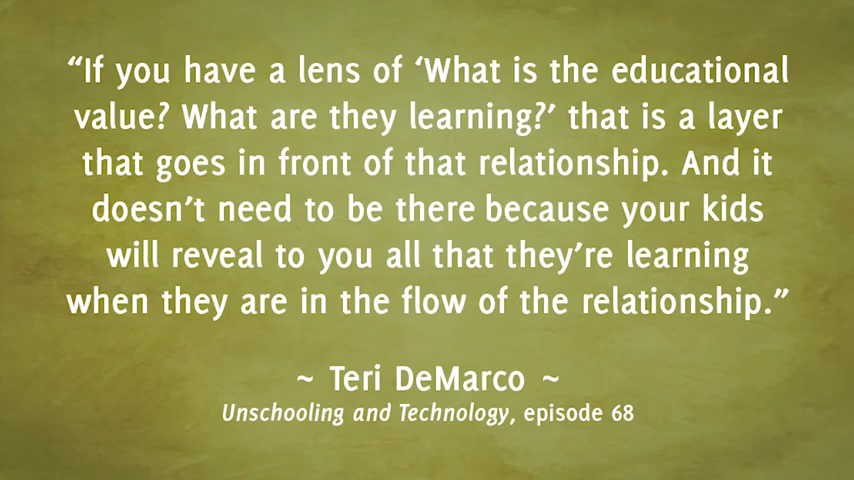 “If you have a lens of ‘What is the educational
value? What are they learning?’ that is a layer
that goes in front of that relationship. And it
doesn’t need to be there because your kids
will reveal to you all that they’re learning
when they are in the flow of the relationship.”
~ Teri DeMarco ~
Unschooling and Technology, episode 68